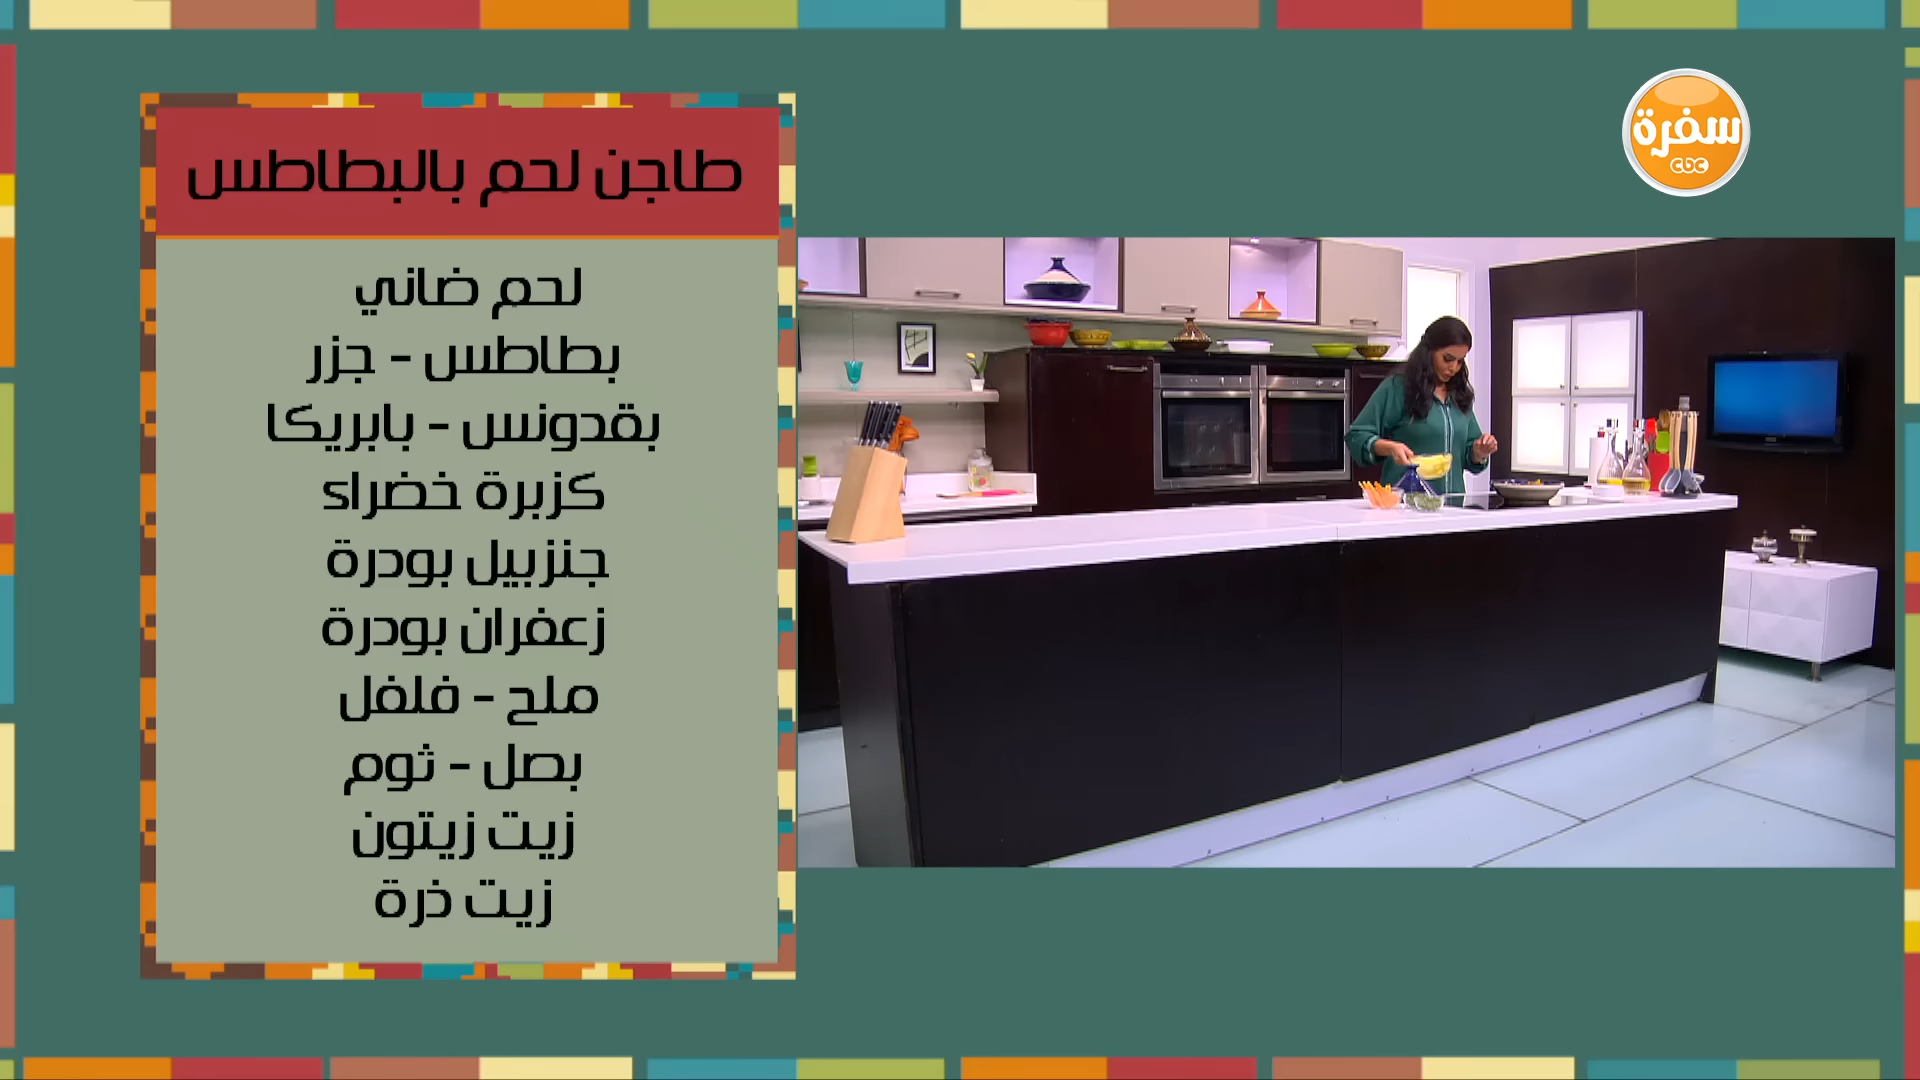 طاجن لحم بالبطاطس
لحم ضاني
بطاطس - جزر
بقدونس - بابريكا
كزبرة خضراء
جنزبيل بودرة
زعفران بودرة
ملح - فلفل
بصل - ثوم
زيت زيتون
زيت ذرة
سفرة
cbc